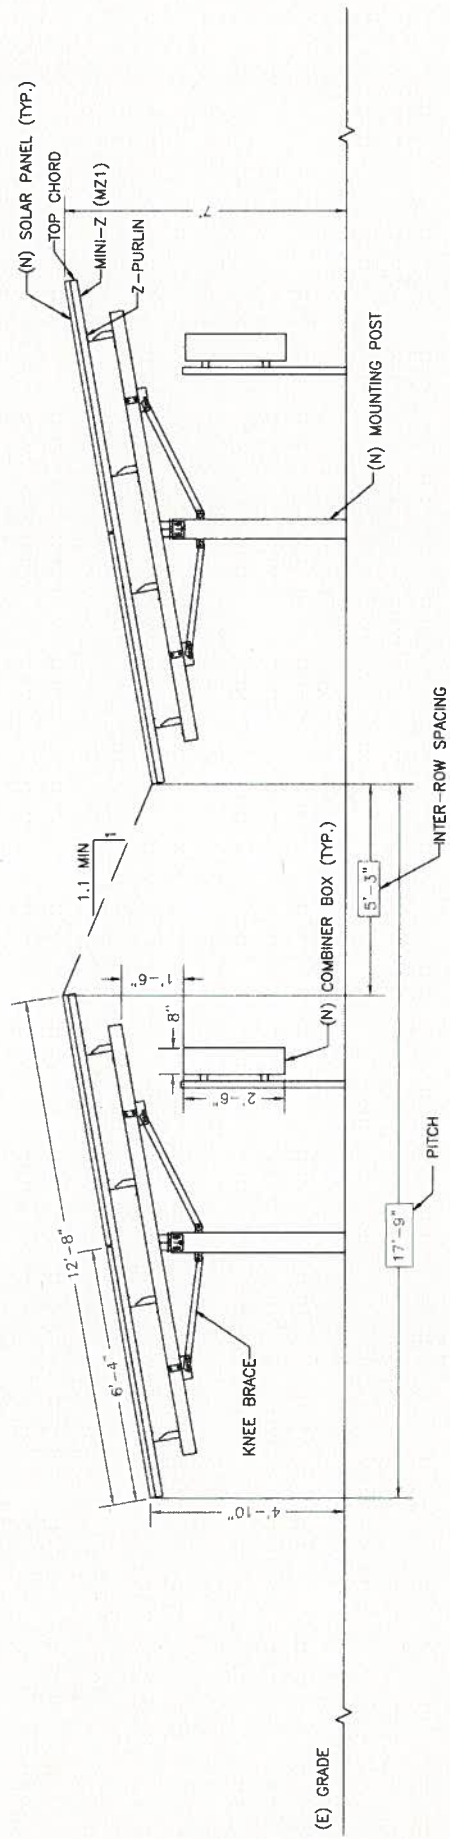 (N) SOLAR PANEL (TYP.)
TOP CHORD
MINI-Z (MZ1)
Z-PURLIN
7'
(N) MOUNTING POST
1.1 MIN
1
12'-8"
6'-4"
1'-6"
8"
2'-6"
(N) COMBINER BOX (TYP.)
5'-3"
INTER-ROW SPACING
17'-9"
PITCH
KNEE BRACE
4'-10"
(E) GRADE